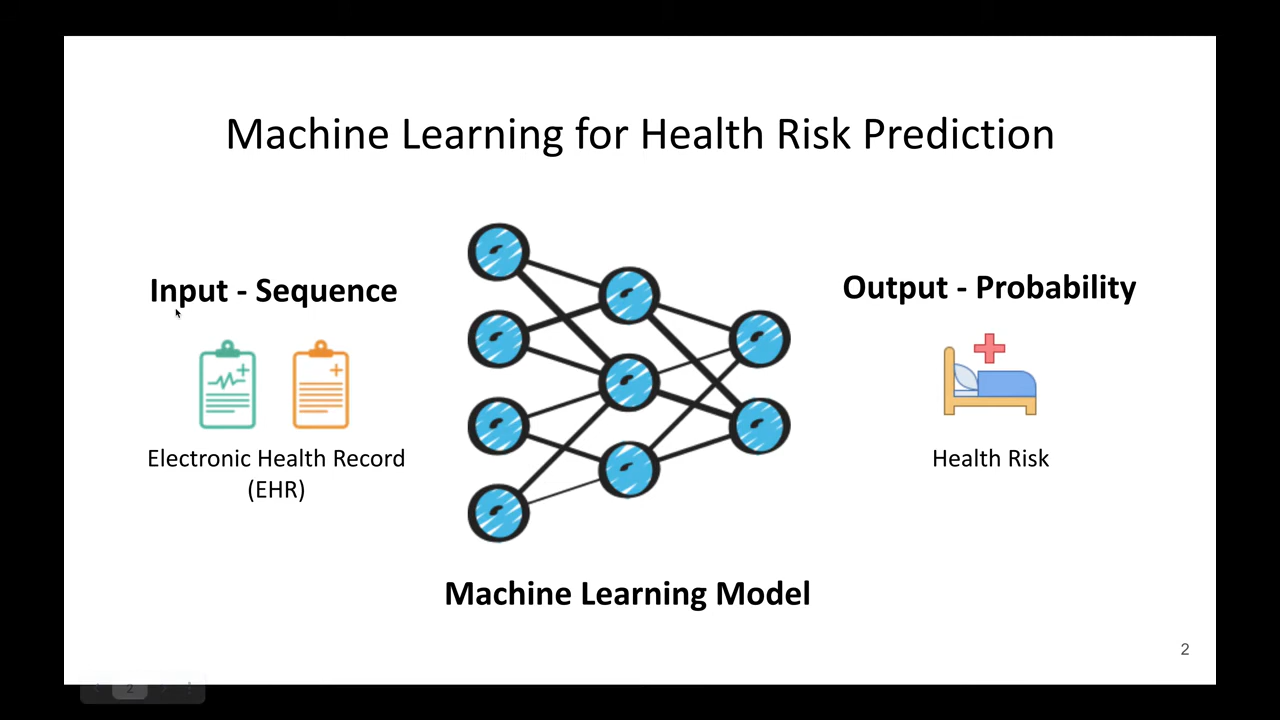 Machine Learning for Health Risk Prediction
Input - Sequence
Electronic Health Record
(EHR)
Machine Learning Model
Output - Probability
Health Risk
2
2